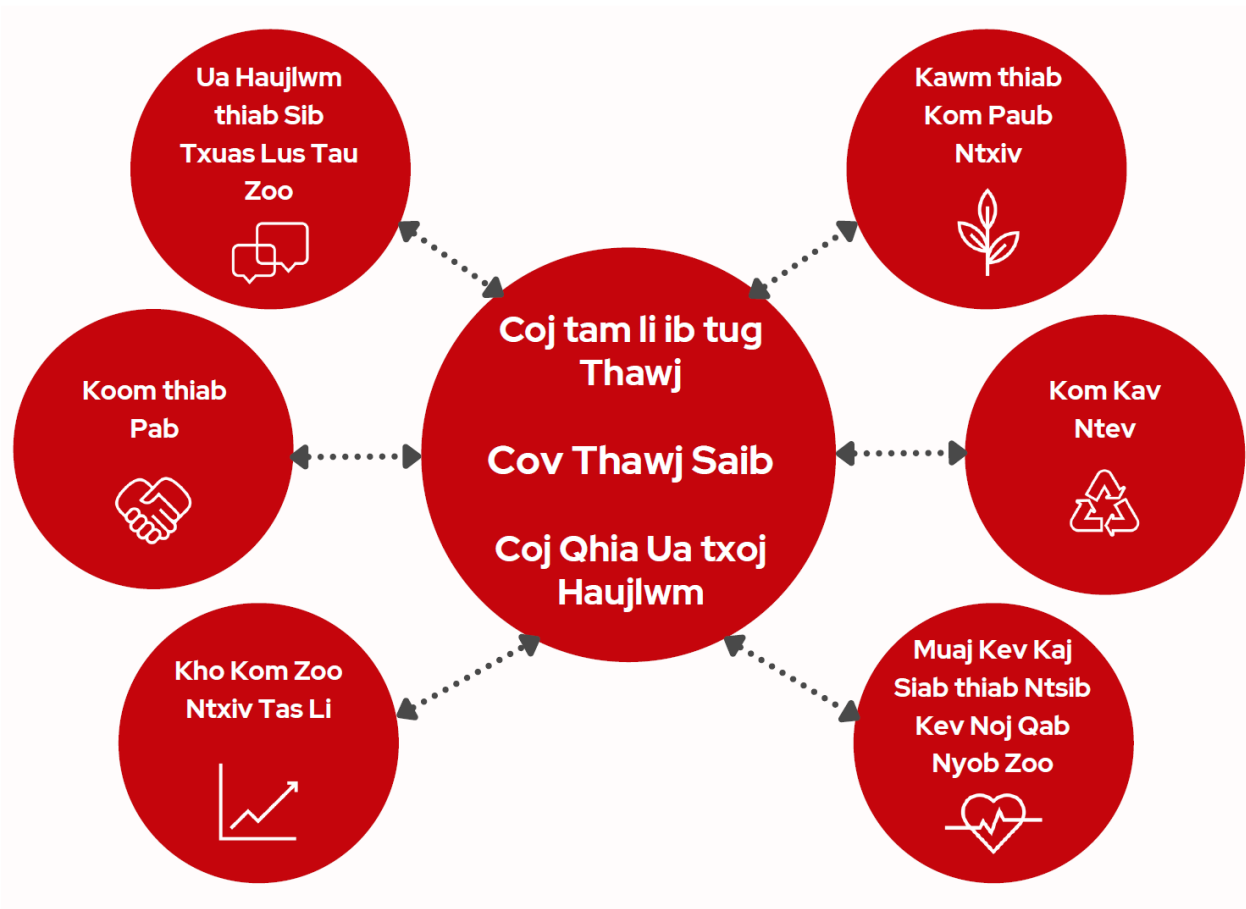 Ua Haujlwm
thiab Sib
Txuas Lus Tau
Zoo
Kawm thiab
Kom Paub
Ntxiv
Coj tam li ib tug
Thawj
Cov Thawj Saib
Coj Qhia Ua txoj
Haujlwm
Koom thiab
Pab
Kom Kav
Ntev
Kho Kom Zoo
Ntxiv Tas Li
Muaj Kev Kaj
Siab thiab Ntsib
Kev Noj Qab
Nyob Zoo